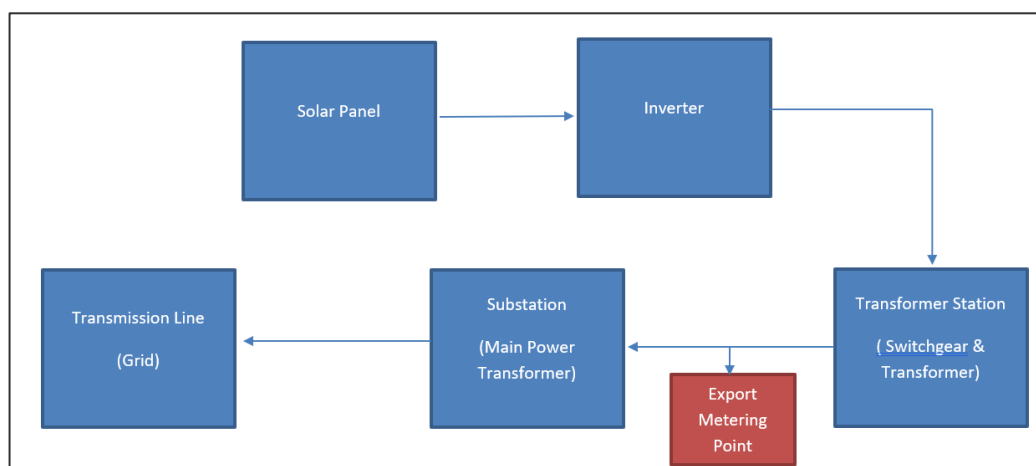 Solar Panel
Inverter
Transmission Line
(Grid)
Substation
(Main Power
Transformer)
Transformer Station
( Switchgear &
Transformer)
Export
Metering
Point